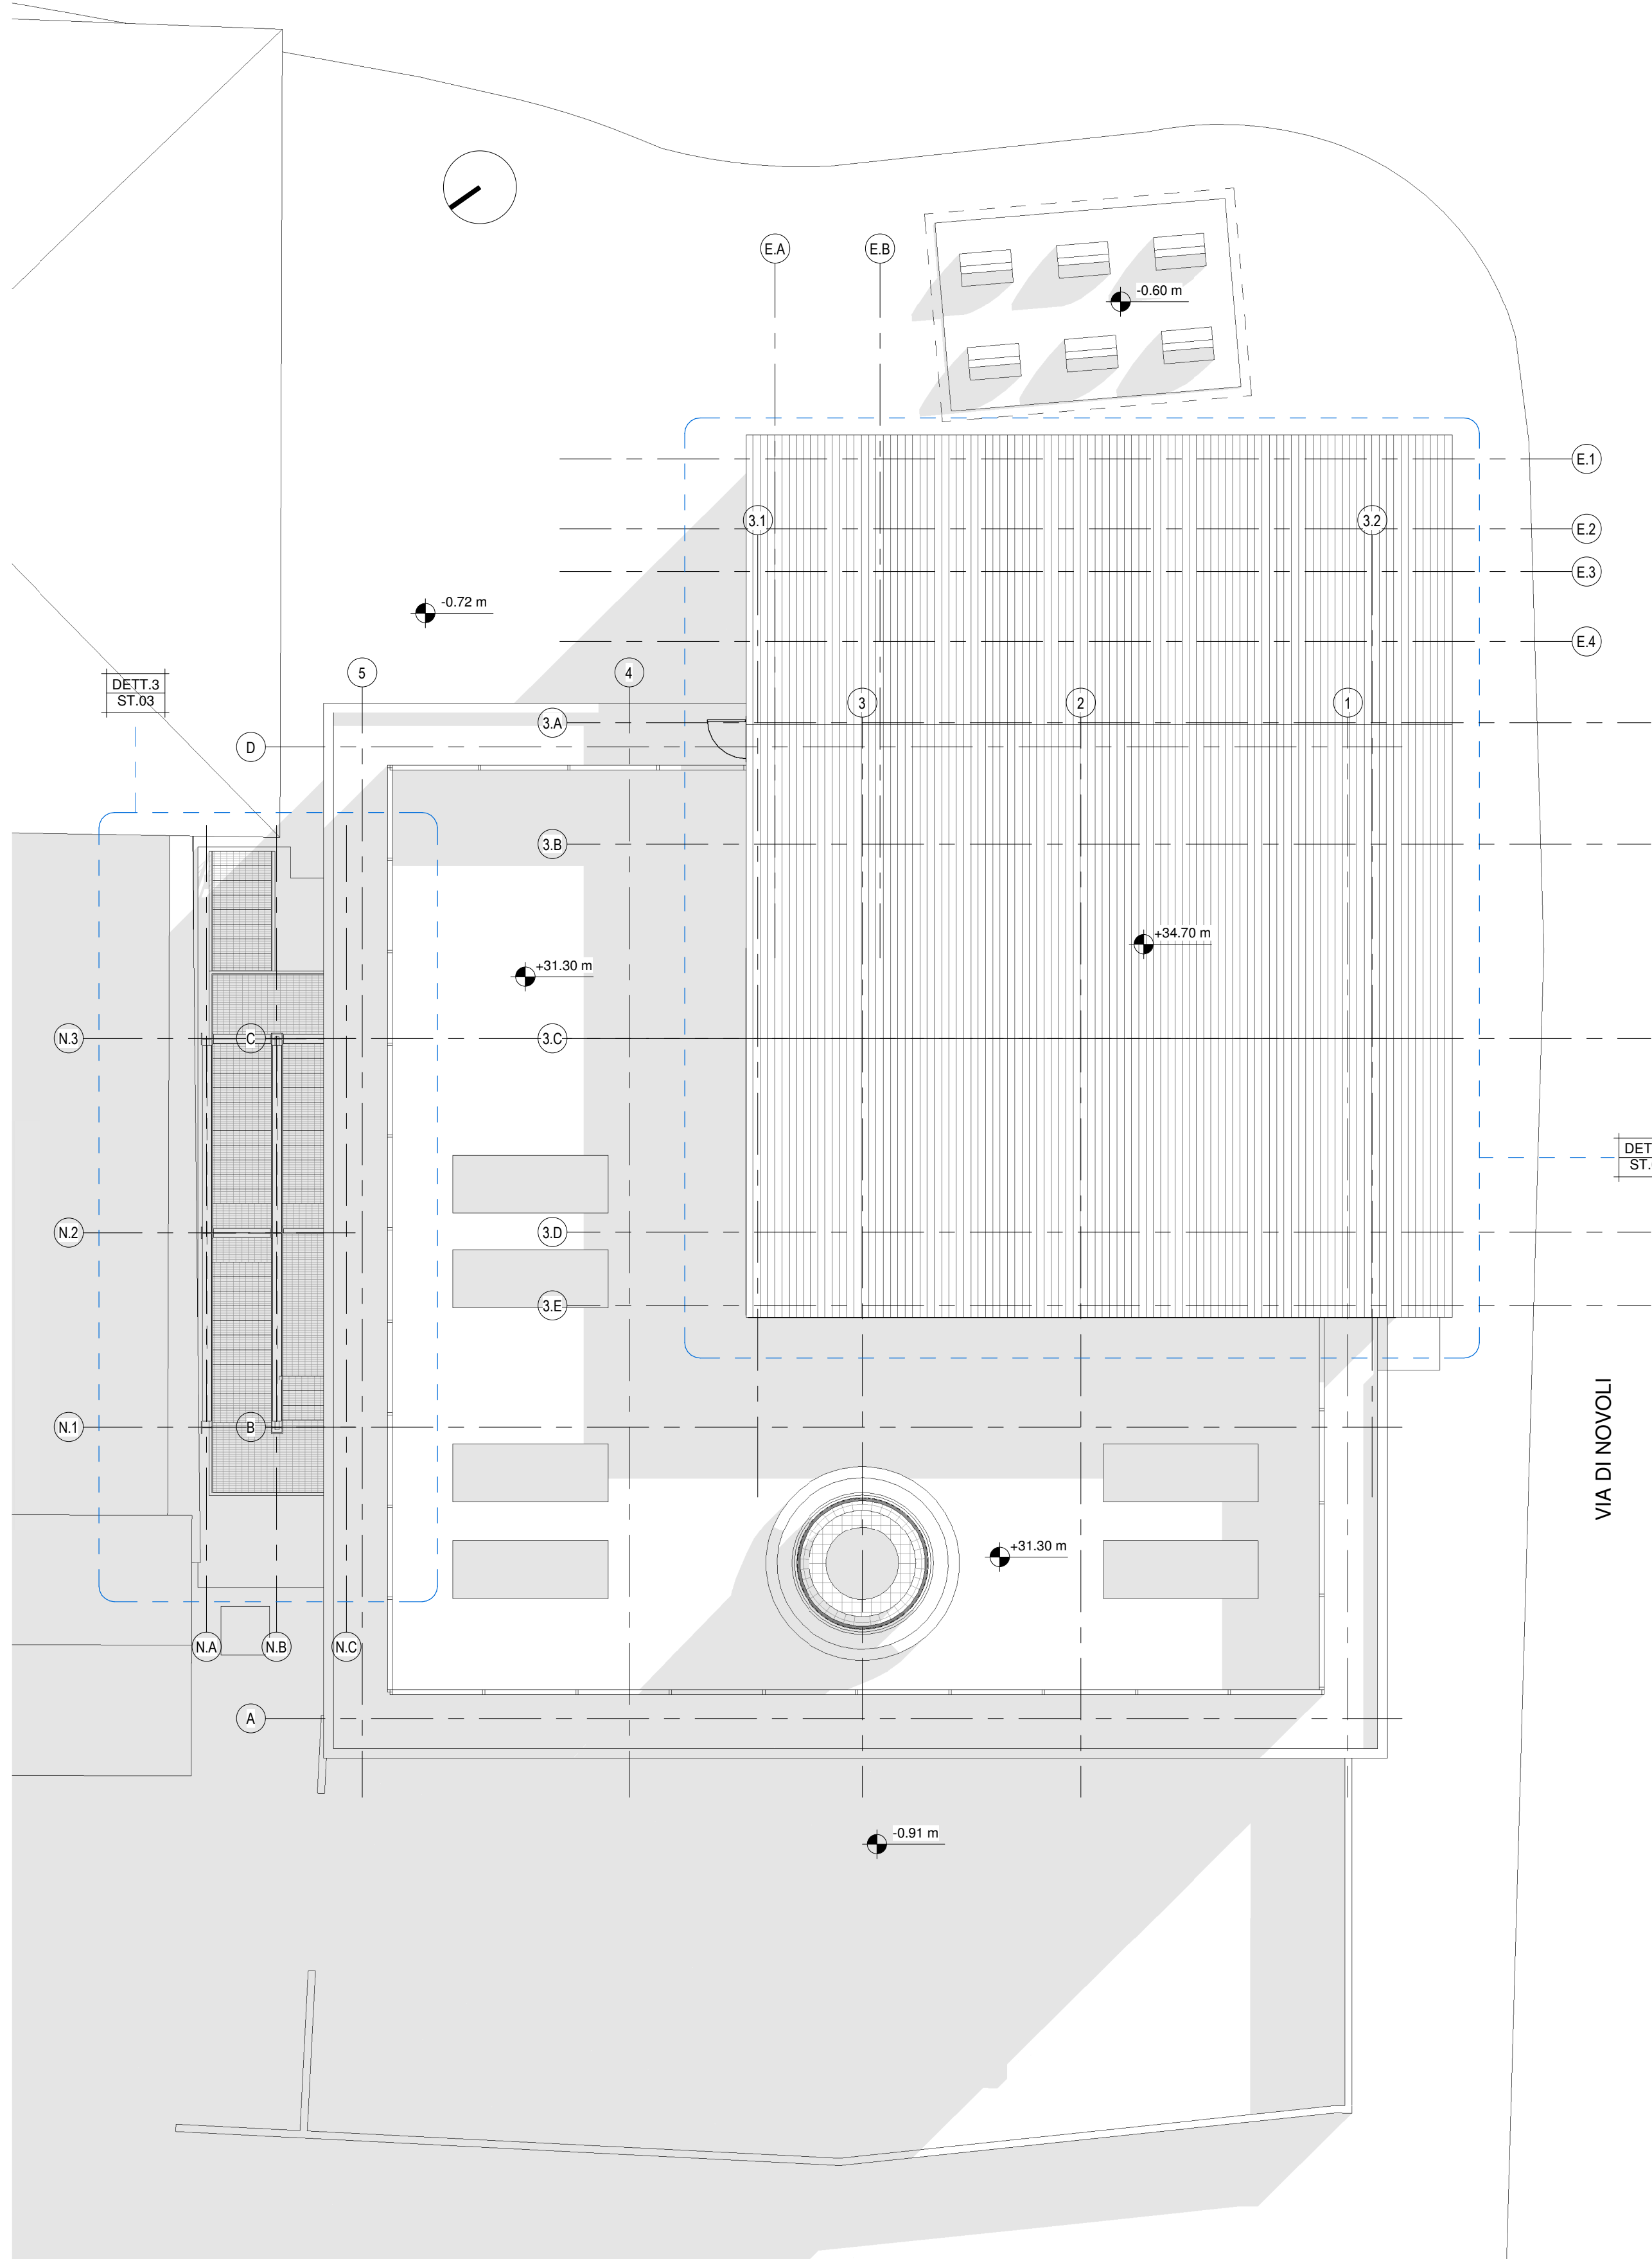 E.A
E.B
-0.60 m
E.1
3.1
3.2
E.2
E.3
-0.72 m
E.4
5
4
DETT.3
ST.03
3
2
1
3.A
D
3.B
+34.70 m
+31.30 m
N.3
C
3.C
DET
ST.
N.2
3.D
3.E
N.1
B
VIA DI NOVOLI
+31.30 m
N.A
N.B
N.C
A
-0.91 m